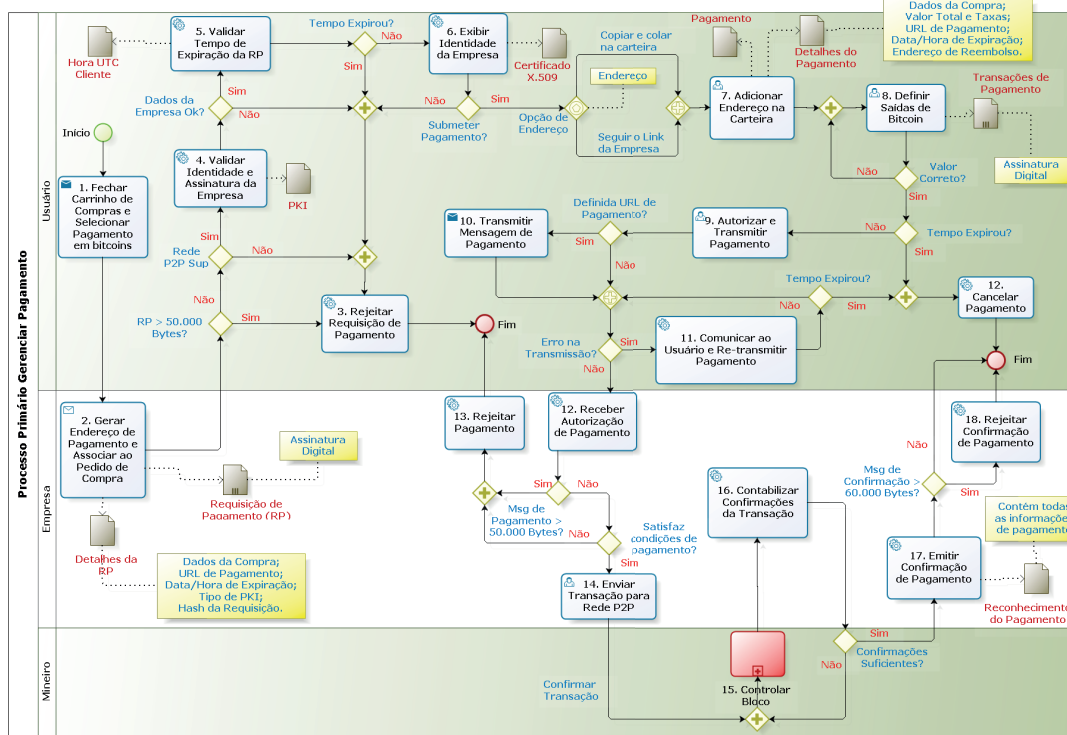 Processo Primário Gerenciar Pagamento
Usuário
Empresa
Mineiro
Início
1. Fechar
Carrinho de
Compras e
Selecionar
Pagamento
em bitcoins
Hora UTC
Cliente
5. Validar
Tempo de
Expiração da RP
Tempo Expirou?
Não
Sim
6. Exibir
Identidade
da Empresa
Certificado
X.509
Dados da
Empresa Ok?
Sim
Não
Não
Sim
Submeter
Pagamento?
Opção de
Endereço
Endereço
Copiar e colar
na carteira
Seguir o Link
da Empresa
Pagamento
Detalhes do
Pagamento
Dados da Compra;
Valor Total e Taxas;
URL de Pagamento;
Data/Hora de Expiração;
Endereço de Reembolso.
7. Adicionar
Endereço na
Carteira
8. Definir
Saídas de
Bitcoin
Transações de
Pagamento
Assinatura
Digital
Não
Valor
Correto?
Sim
4. Validar
Identidade e
Assinatura da
Empresa
PKI
Sim
Rede
P2P Sup
Não
Não
RP > 50.000
Bytes?
Sim
3. Rejeitar
Requisição de
Pagamento
Fim
10. Transmitir
Mensagem de
Pagamento
Definida URL de
Pagamento?
Sim
Não
9. Autorizar e
Transmitir
Pagamento
Não
Tempo Expirou?
Sim
Tempo Expirou?
Não
Sim
12.
Cancelar
Pagamento
Fim
Erro na
Transmissão?
Sim
Não
11. Comunicar ao
Usuário e Re-transmitir
Pagamento
2. Gerar
Endereço de
Pagamento e
Associar ao
Pedido de
Compra
Assinatura
Digital
Requisição de
Pagamento (RP)
Detalhes da
RP
Dados da Compra;
URL de Pagamento;
Data/Hora de Expiração;
Tipo de PKI;
Hash da Requisição.
13. Rejeitar
Pagamento
12. Receber
Autorização
de Pagamento
Sim
Não
Msg de
Pagamento >
50.000 Bytes?
Não
Satisfaz
condições de
pagamento?
Sim
14. Enviar
Transação para
Rede P2P
16. Contabilizar
Confirmações
da Transação
18. Rejeitar
Confirmação
de Pagamento
Não
Msg de
Confirmação >
60.000 Bytes?
Sim
Contém todas
as informações
de pagamento
17. Emitir
Confirmação
de Pagamento
Reconhecimento
do Pagamento
Confirmar
Transação
15. Controlar
Bloco
Sim
Confirmações
Suficientes?
Não